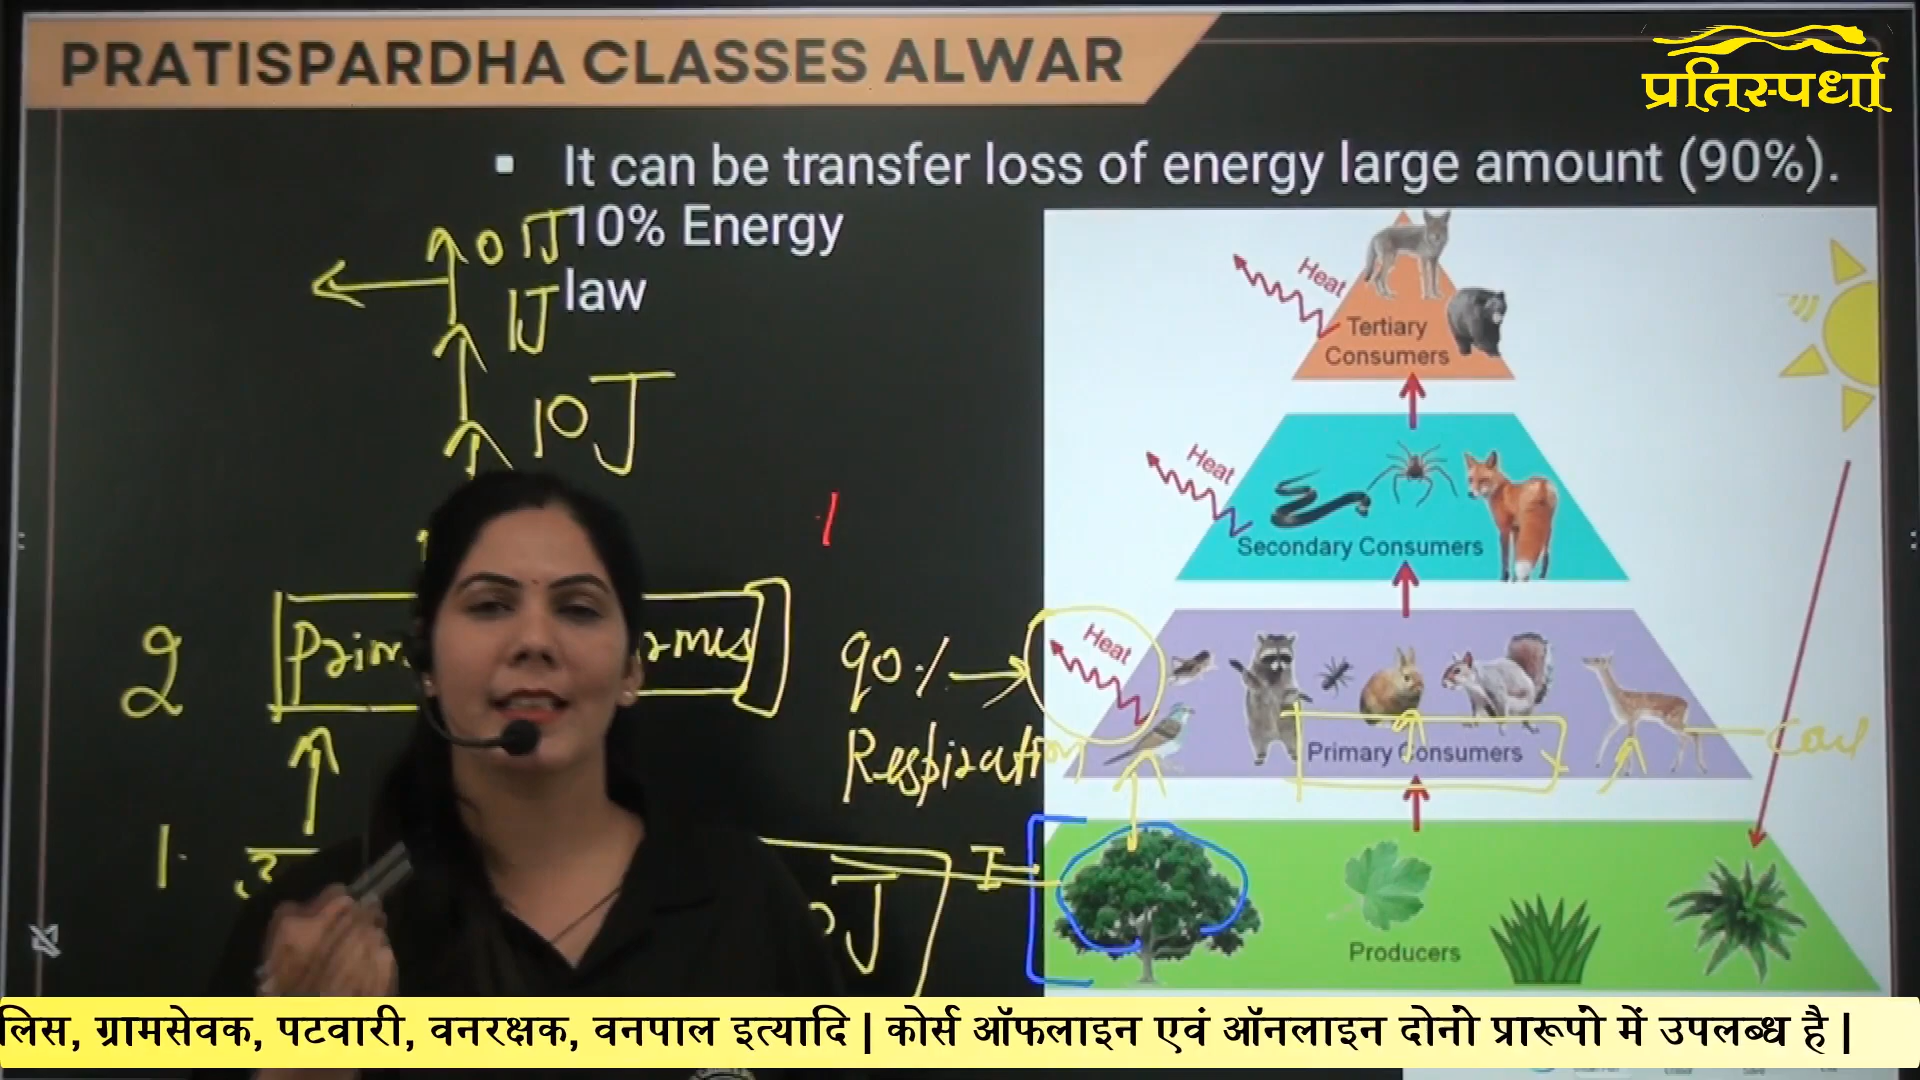 PRATISPARDHA CLASSES ALWAR
प्रतिस्पर्धा
▪ It can be transfer loss of energy large amount (90%).
10% Energy
law
0.1J
1J
10J
Heat
Tertiary
Consumers
Heat
Secondary Consumers
2
90%
Heat
Respiration
Primary Consumers
1.
Producers
लिस, ग्रामसेवक, पटवारी, वनरक्षक, वनपाल इत्यादि | कोर्स ऑफलाइन एवं ऑनलाइन दोनों प्रारूपों में उपलब्ध है |